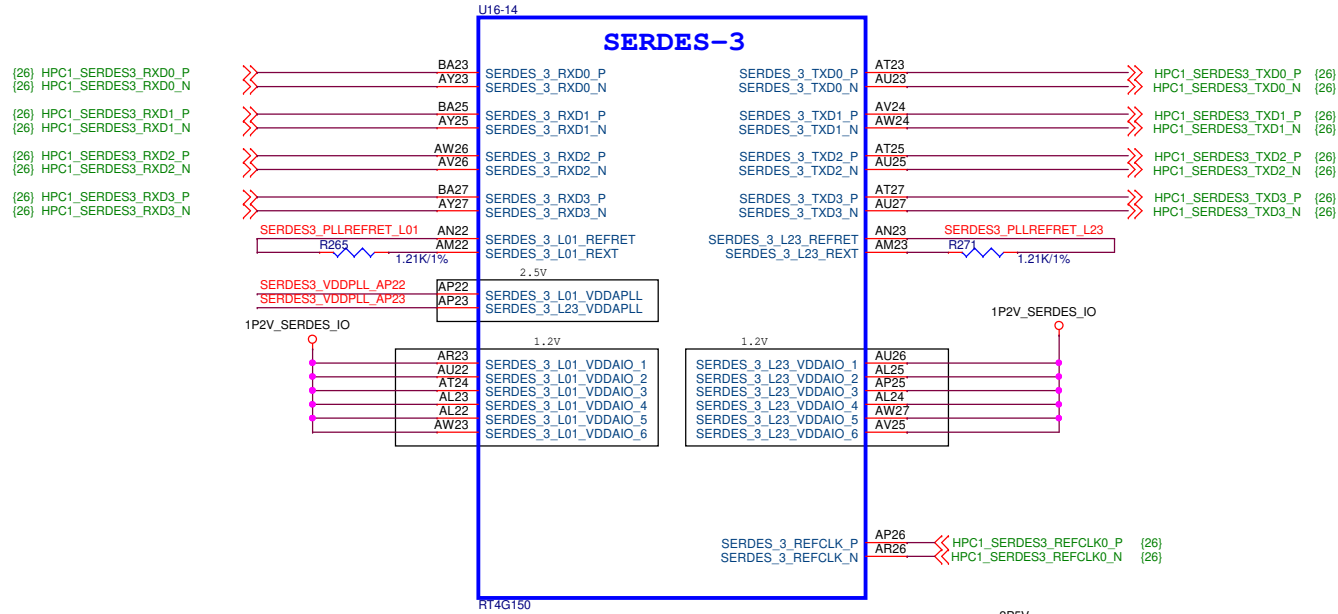 U16-14
SERDES-3
{26} HPC1_SERDES3_RXD0_P BA23 SERDES_3_RXD0_P SERDES_3_TXD0_P AT23 HPC1_SERDES3_TXD0_P {26}
{26} HPC1_SERDES3_RXD0_N AY23 SERDES_3_RXD0_N SERDES_3_TXD0_N AU23 HPC1_SERDES3_TXD0_N {26}
{26} HPC1_SERDES3_RXD1_P BA25 SERDES_3_RXD1_P SERDES_3_TXD1_P AV24 HPC1_SERDES3_TXD1_P {26}
{26} HPC1_SERDES3_RXD1_N AY25 SERDES_3_RXD1_N SERDES_3_TXD1_N AW24 HPC1_SERDES3_TXD1_N {26}
{26} HPC1_SERDES3_RXD2_P AW26 SERDES_3_RXD2_P SERDES_3_TXD2_P AT25 HPC1_SERDES3_TXD2_P {26}
{26} HPC1_SERDES3_RXD2_N AV26 SERDES_3_RXD2_N SERDES_3_TXD2_N AU25 HPC1_SERDES3_TXD2_N {26}
{26} HPC1_SERDES3_RXD3_P BA27 SERDES_3_RXD3_P SERDES_3_TXD3_P AT27 HPC1_SERDES3_TXD3_P {26}
{26} HPC1_SERDES3_RXD3_N AY27 SERDES_3_RXD3_N SERDES_3_TXD3_N AU27 HPC1_SERDES3_TXD3_N {26}
SERDES3_PLLREFRET_L01 AN22 SERDES_3_L01_REFRET SERDES_3_L23_REFRET AN23 SERDES3_PLLREFRET_L23
R265 1.21K/1% AM22 SERDES_3_L01_REXT SERDES_3_L23_REXT AM23 R271 1.21K/1%
2.5V
SERDES3_VDDPLL_AP22 AP22 SERDES_3_L01_VDDAPLL
SERDES3_VDDPLL_AP23 AP23 SERDES_3_L23_VDDAPLL
1P2V_SERDES_IO 1P2V_SERDES_IO
1.2V 1.2V
AR23 SERDES_3_L01_VDDAIO_1 SERDES_3_L23_VDDAIO_1 AU26
AU22 SERDES_3_L01_VDDAIO_2 SERDES_3_L23_VDDAIO_2 AL25
AT24 SERDES_3_L01_VDDAIO_3 SERDES_3_L23_VDDAIO_3 AP25
AL23 SERDES_3_L01_VDDAIO_4 SERDES_3_L23_VDDAIO_4 AL24
AL22 SERDES_3_L01_VDDAIO_5 SERDES_3_L23_VDDAIO_5 AW27
AW23 SERDES_3_L01_VDDAIO_6 SERDES_3_L23_VDDAIO_6 AV25
SERDES_3_REFCLK_P AP26 HPC1_SERDES3_REFCLK0_P {26}
SERDES_3_REFCLK_N AR26 HPC1_SERDES3_REFCLK0_N {26}
RT4G150